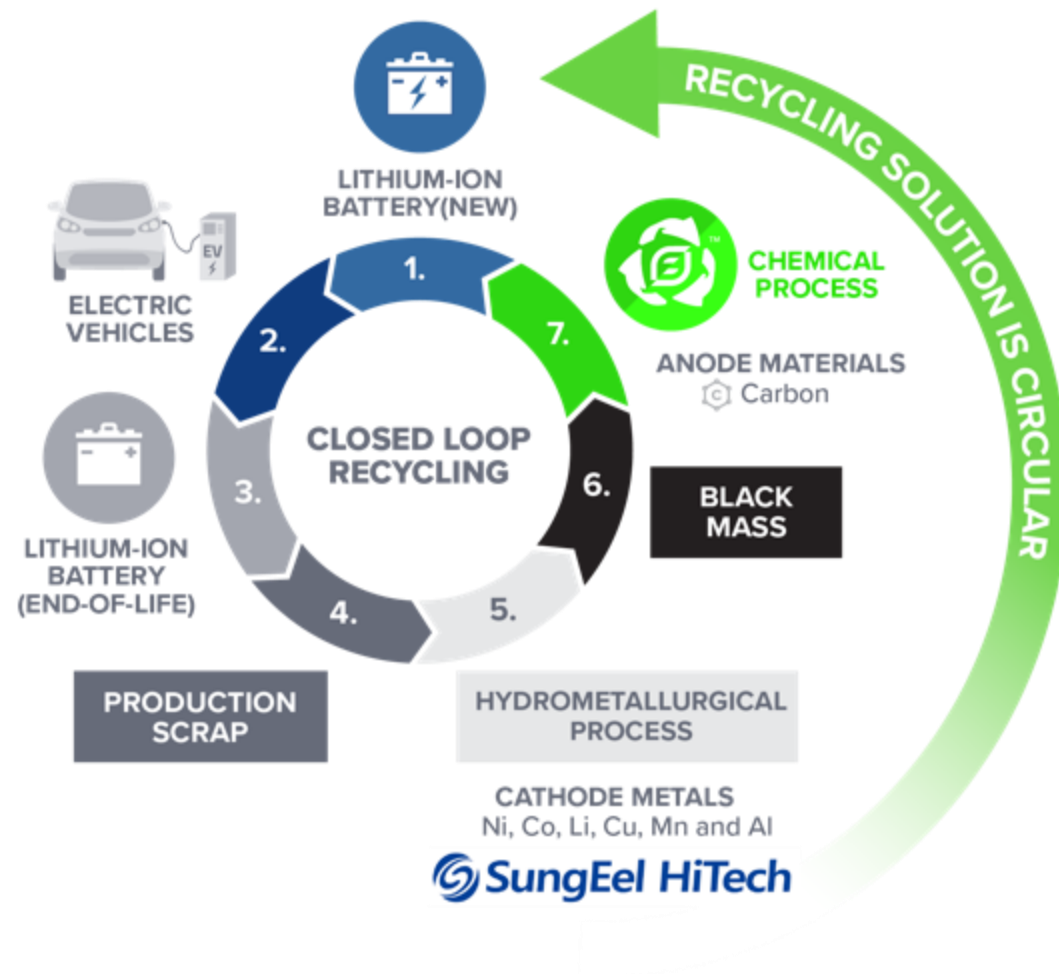 RECYCLING SOLUTION IS CIRCULAR
LITHIUM-ION
BATTERY(NEW)
EV
ELECTRIC
VEHICLES
CHEMICAL
PROCESS
TM
ANODE MATERIALS
C Carbon
1.
2.
3.
4.
5.
6.
7.
CLOSED LOOP
RECYCLING
LITHIUM-ION
BATTERY
(END-OF-LIFE)
BLACK
MASS
PRODUCTION
SCRAP
HYDROMETALLURGICAL
PROCESS
CATHODE METALS
Ni, Co, Li, Cu, Mn and Al
SungEel HiTech